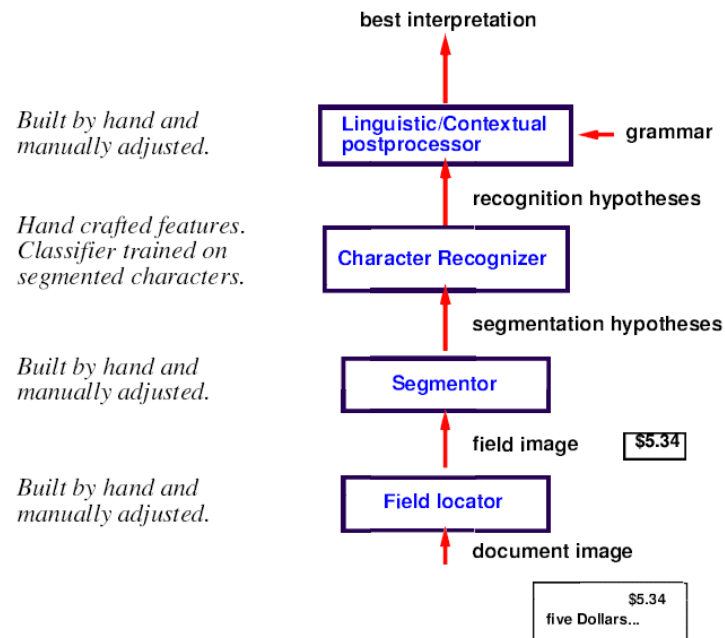 best interpretation
Built by hand and
manually adjusted.
Linguistic/Contextual
postprocessor
grammar
recognition hypotheses
Hand crafted features.
Classifier trained on
segmented characters.
Character Recognizer
segmentation hypotheses
Built by hand and
manually adjusted.
Segmentor
field image
$5.34
Built by hand and
manually adjusted.
Field locator
document image
$5.34
five Dollars...